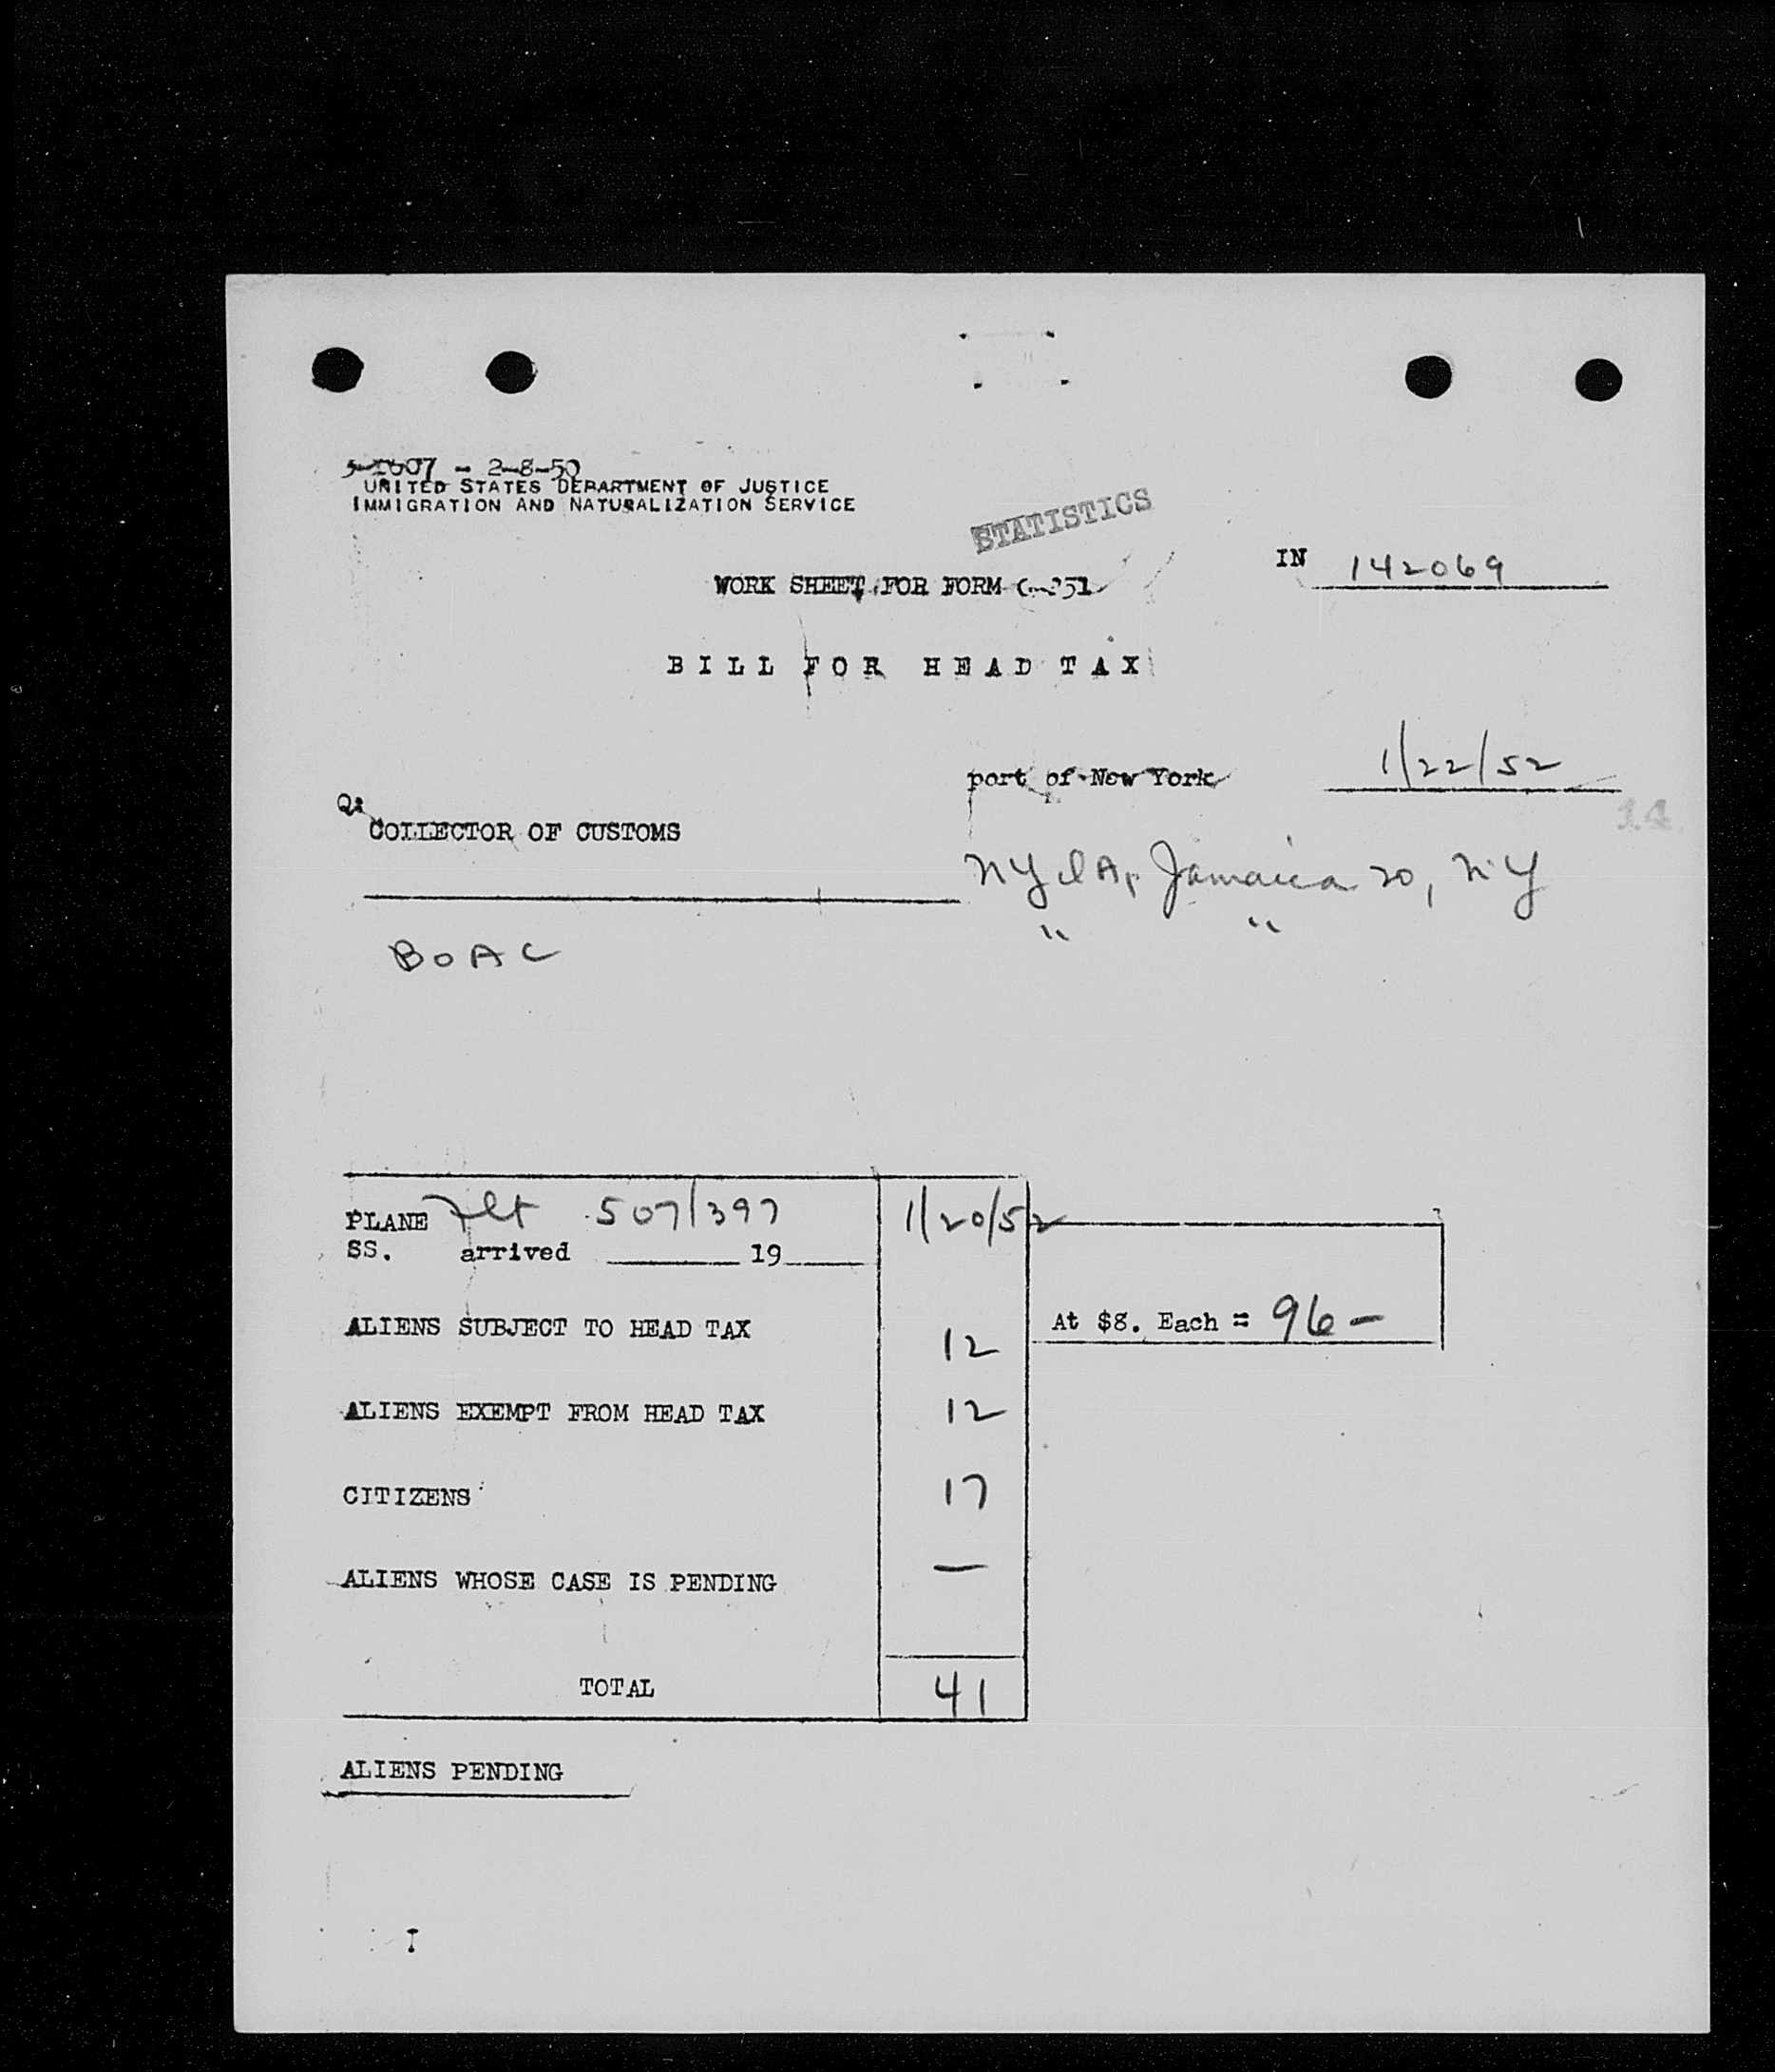 - 2-8-50
UNITED STATES DEPARTMENT OF JUSTICE
IMMIGRATION AND NATURALIZATION SERVICE
STATISTICS
IN 142069
WORK SHEET FOR FORM
BILL FOR HEAD TAX
port of New York 1/22/52
14
COLLECTOR OF CUSTOMS
NYIA, Jamaica 20, NY
" "
BOAC
PLANE Flt 507/397 1/20/52
SS. arrived 19
ALIENS SUBJECT TO HEAD TAX 12 At $8. Each = 96 -
ALIENS EXEMPT FROM HEAD TAX 12
CITIZENS 17
ALIENS WHOSE CASE IS PENDING —
TOTAL 41
ALIENS PENDING